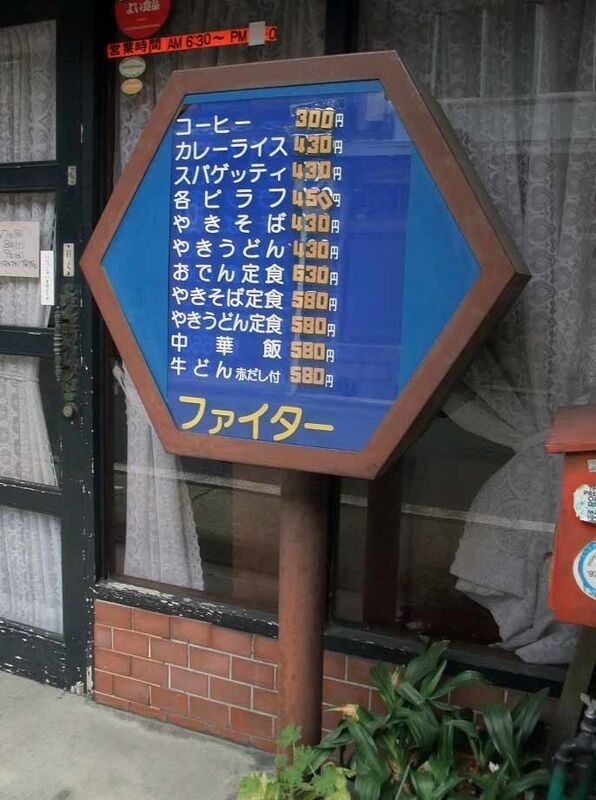 よい食品
営業時間 AM 6:30～ PM
コーヒー 300円
カレーライス 430円
スパゲッティ 430円
各ピラフ 450円
やきそば 430円
やきうどん 430円
おでん定食 630円
やきそば定食 580円
やきうどん定食 580円
中華飯 580円
牛どん 赤だし付 580円
ファイター